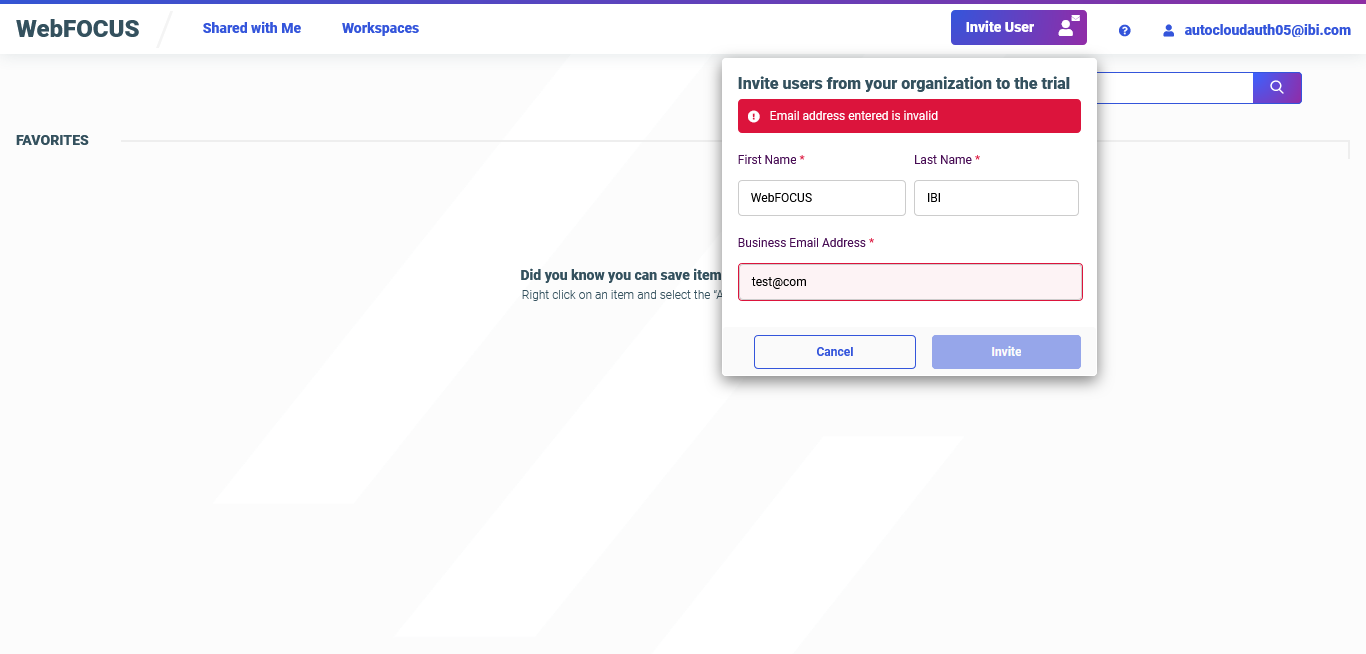 WebFOCUS
Shared with Me
Workspaces
Invite User
autocloudauth05@ibi.com
Invite users from your organization to the trial
Email address entered is invalid
FAVORITES
First Name *
Last Name *
WebFOCUS
IBI
Business Email Address *
test@com
Did you know you can save item
Right click on an item and select the "A
Cancel
Invite